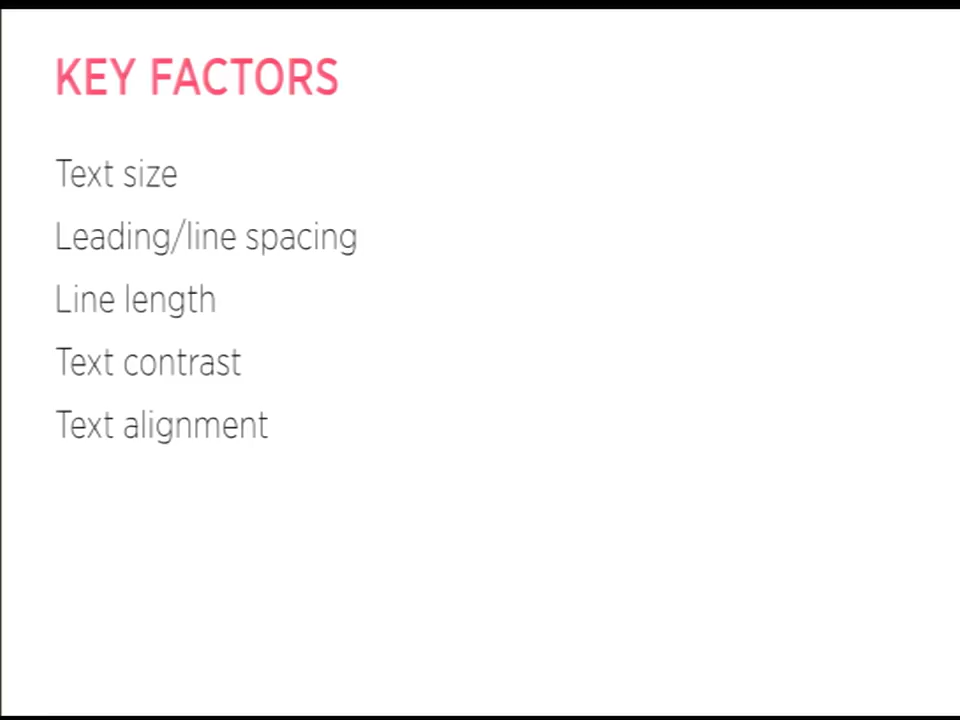 KEY FACTORS
Text size
Leading/line spacing
Line length
Text contrast
Text alignment